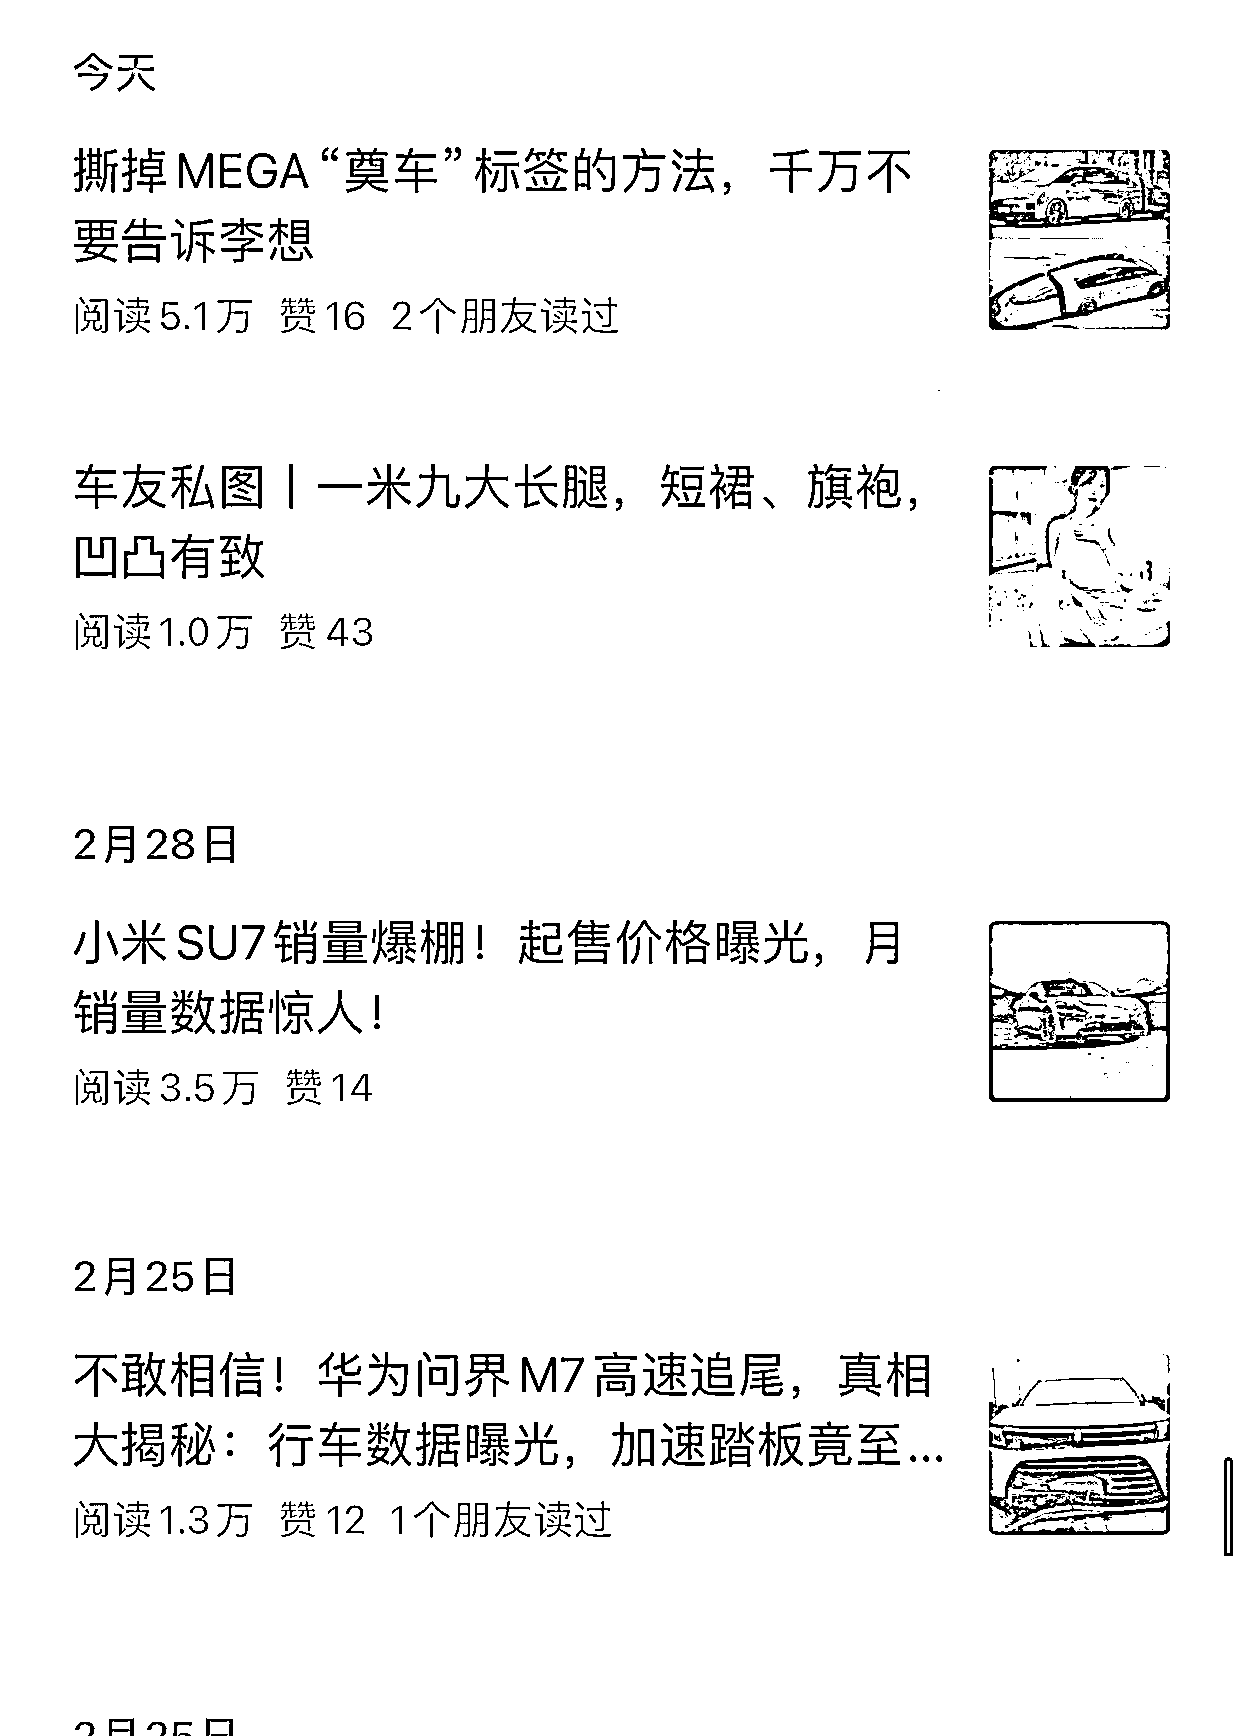 今天
撕掉MEGA“奠车”标签的方法，千万不
要告诉李想
阅读5.1万 赞16 2个朋友读过
车友私图丨一米九大长腿，短裙、旗袍，
凹凸有致
阅读1.0万 赞43
2月28日
小米SU7销量爆棚！起售价格曝光，月
销量数据惊人！
阅读3.5万 赞14
2月25日
不敢相信！华为问界M7高速追尾，真相
大揭秘：行车数据曝光，加速踏板竟至...
阅读1.3万 赞12 1个朋友读过
2月25日